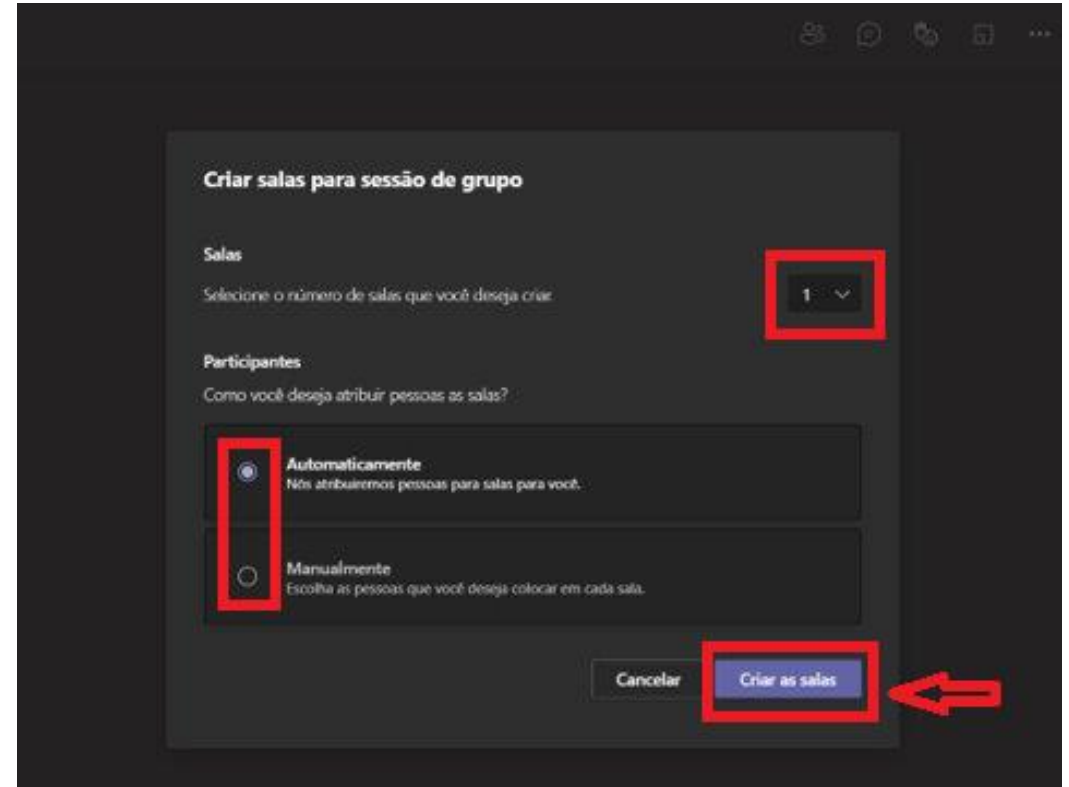 Criar salas para sessão de grupo
Salas
Selecione o número de salas que você deseja criar
1
Participantes
Como você deseja atribuir pessoas as salas?
Automaticamente
Nós atribuiremos pessoas para salas para você.
Manualmente
Escolha as pessoas que você deseja colocar em cada sala.
Cancelar
Criar as salas